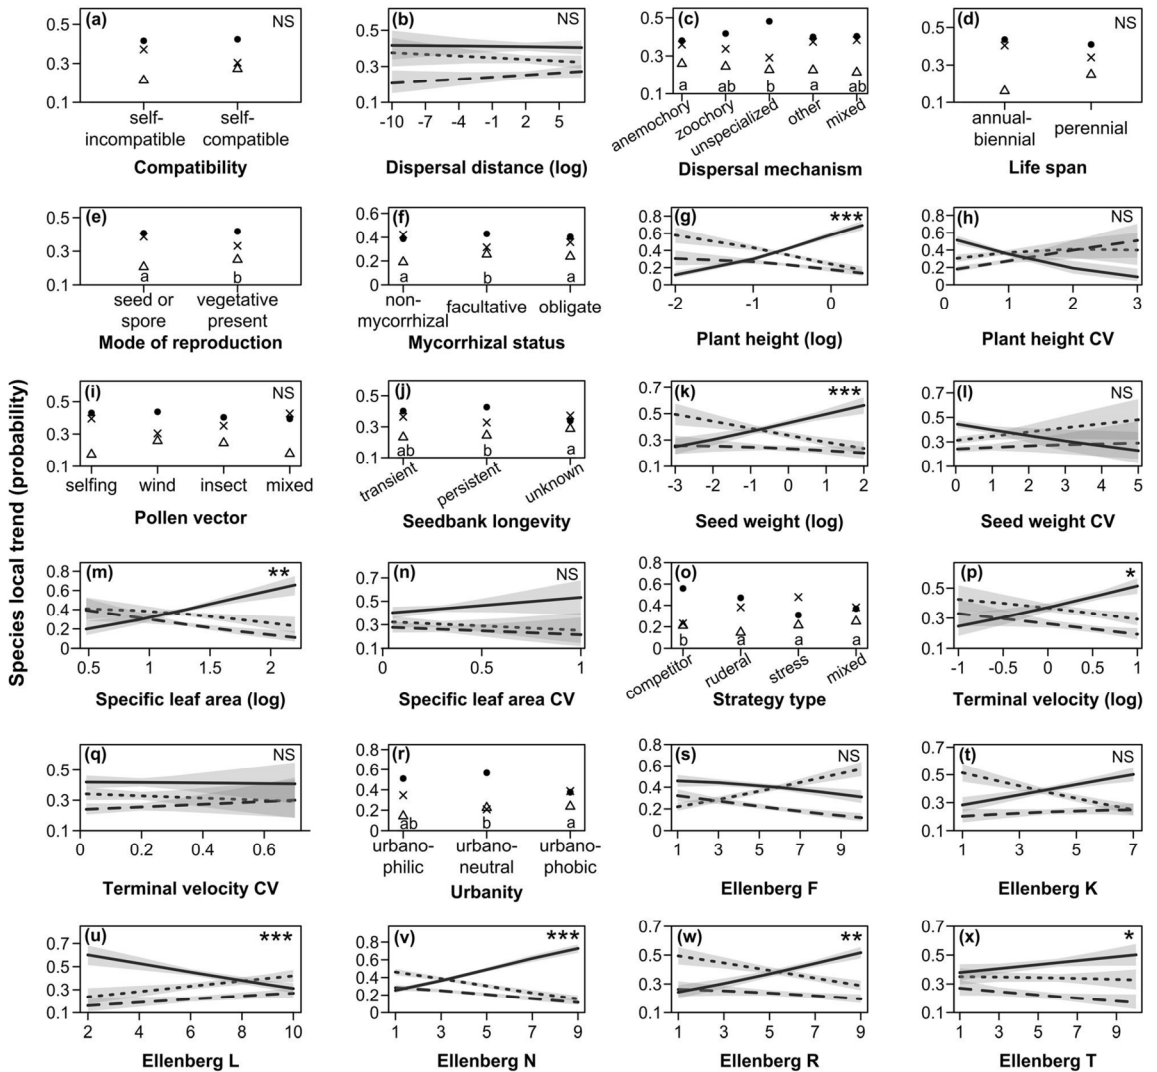 Species local trend (probability)
(a) NS
0.5
0.3
0.1
self-incompatible self-compatible
Compatibility
(b) NS
0.5
0.3
0.1
-10 -7 -4 -1 2 5
Dispersal distance (log)
(c)
0.5
0.3
0.1
a ab b a ab
anemochory zoochory unspecialized other mixed
Dispersal mechanism
(d) NS
0.5
0.3
0.1
annual-biennial perennial
Life span
(e)
0.5
0.3
0.1
a b
seed or spore vegetative present
Mode of reproduction
(f)
0.6
0.4
0.2
0
a b a
non-mycorrhizal facultative obligate
Mycorrhizal status
(g) ***
0.8
0.6
0.4
0.2
0
-2 -1 0
Plant height (log)
(h) NS
0.8
0.6
0.4
0.2
0
0 1 2 3
Plant height CV
(i) NS
0.5
0.3
0.1
selfing wind insect mixed
Pollen vector
(j)
0.5
0.3
0.1
ab b a
transient persistent unknown
Seedbank longevity
(k) ***
0.7
0.5
0.3
0.1
-3 -2 -1 0 1 2
Seed weight (log)
(l) NS
0.7
0.5
0.3
0.1
0 1 2 3 4 5
Seed weight CV
(m) **
0.8
0.6
0.4
0.2
0
0.5 1 2
Specific leaf area (log)
(n) NS
0.7
0.5
0.3
0.1
0 0.5 1
Specific leaf area CV
(o)
0.8
0.6
0.4
0.2
0
b a a a
competitor ruderal stress mixed
Strategy type
(p) *
0.5
0.3
0.1
-1 -0.5 0 0.5 1
Terminal velocity (log)
(q) NS
0.5
0.3
0.1
0 0.2 0.4 0.6
Terminal velocity CV
(r)
0.8
0.6
0.4
0.2
0
ab b a
urbano-philic urbano-neutral urbano-phobic
Urbanity
(s) NS
0.8
0.6
0.4
0.2
0
1 3 5 7 9
Ellenberg F
(t) NS
0.7
0.5
0.3
0.1
1 3 5 7
Ellenberg K
(u) ***
0.7
0.5
0.3
0.1
2 4 6 8 10
Ellenberg L
(v) ***
0.8
0.6
0.4
0.2
0
1 3 5 7 9
Ellenberg N
(w) **
0.7
0.5
0.3
0.1
1 3 5 7 9
Ellenberg R
(x) *
0.7
0.5
0.3
0.1
1 3 5 7 9
Ellenberg T